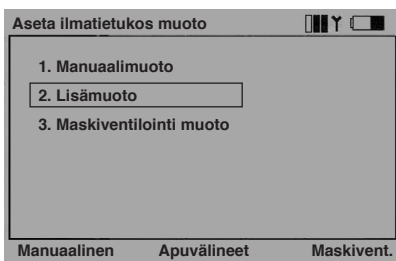 Aseta ilmatietukos muoto
1. Manuaalimuoto
2. Lisämuoto
3. Maskiventilointi muoto
Manuaalinen Apuvälineet Maskivent.